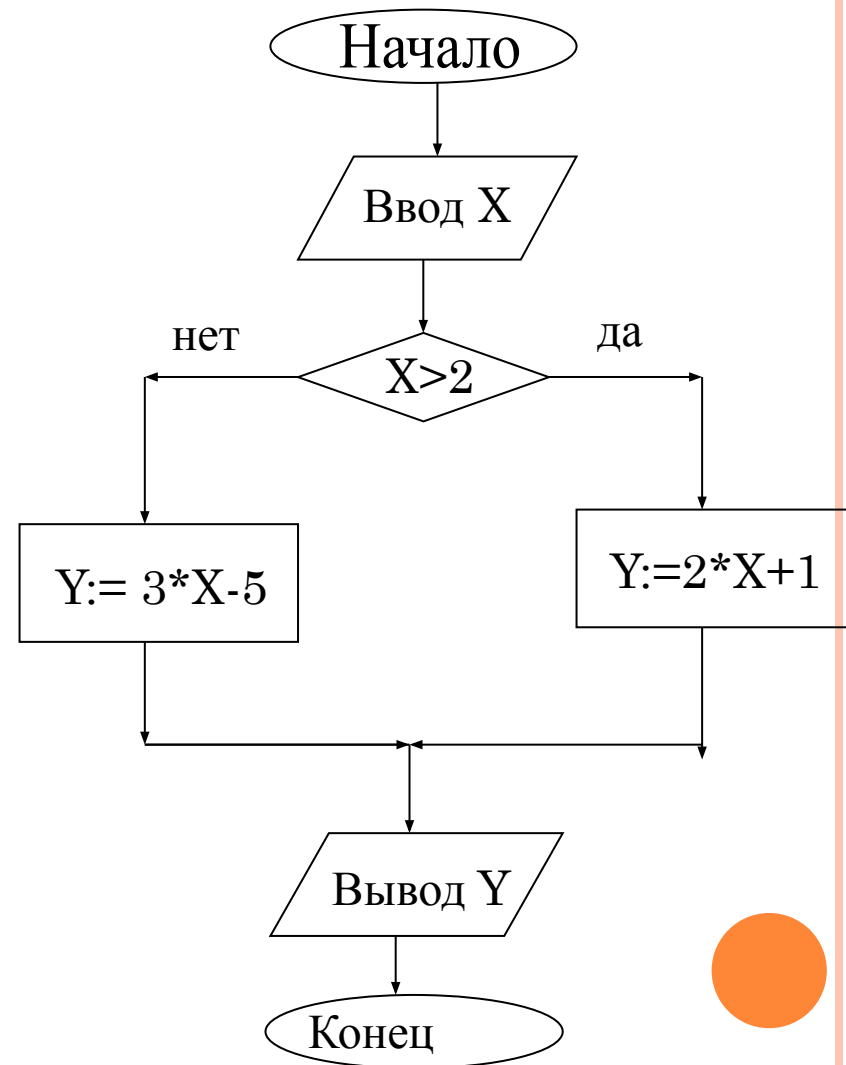 Начало
Ввод X
нет
да
X>2
Y:= 3*X-5
Y:=2*X+1
Вывод Y
Конец